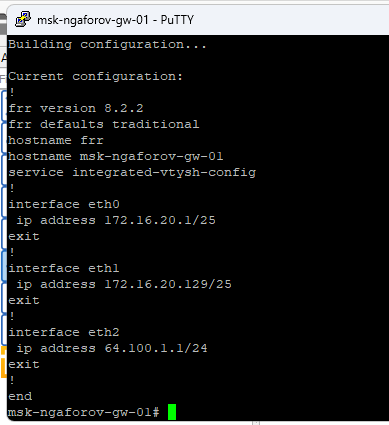 msk-ngaforov-gw-01 - PuTTY
Building configuration...
Current configuration:
!
frr version 8.2.2
frr defaults traditional
hostname frr
hostname msk-ngaforov-gw-01
service integrated-vtysh-config
!
interface eth0
 ip address 172.16.20.1/25
exit
!
interface eth1
 ip address 172.16.20.129/25
exit
!
interface eth2
 ip address 64.100.1.1/24
exit
!
end
msk-ngaforov-gw-01#